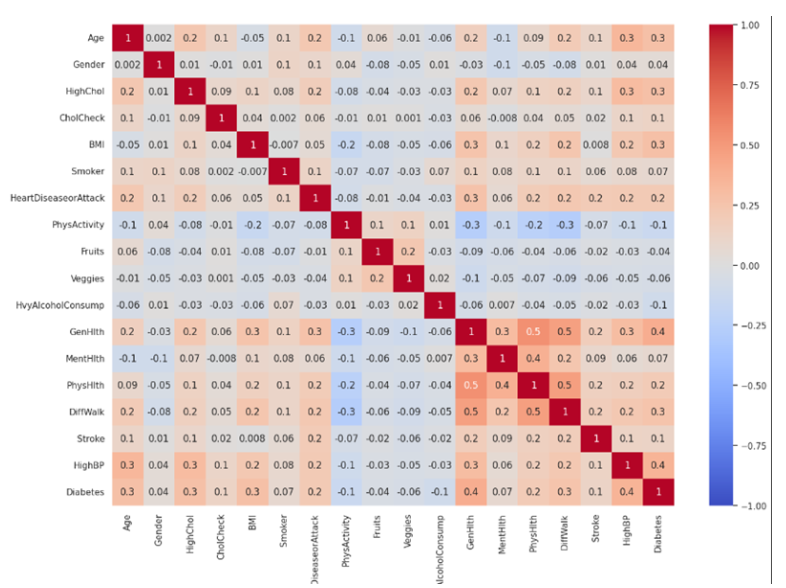 Age 1 0.002 0.2 0.1 -0.05 0.1 0.2 -0.1 0.06 -0.01 -0.06 0.2 -0.1 0.09 0.2 0.1 0.3 0.3
Gender 0.002 1 0.01 -0.01 0.01 0.1 0.1 0.04 -0.08 -0.05 0.01 -0.03 -0.1 -0.05 -0.08 0.01 0.04 0.04
HighChol 0.2 0.01 1 0.09 0.1 0.08 0.2 -0.08 -0.04 -0.03 -0.03 0.2 0.07 0.1 0.2 0.1 0.3 0.3
CholCheck 0.1 -0.01 0.09 1 0.04 0.002 0.06 -0.01 0.01 0.001 -0.03 0.06 -0.008 0.04 0.05 0.02 0.1 0.1
BMI -0.05 0.01 0.1 0.04 1 -0.007 0.05 -0.2 -0.08 -0.05 -0.06 0.3 0.1 0.2 0.2 0.008 0.2 0.3
Smoker 0.1 0.1 0.08 0.002 -0.007 1 0.1 -0.07 -0.07 -0.03 0.07 0.1 0.08 0.1 0.1 0.06 0.08 0.07
HeartDiseaseorAttack 0.2 0.1 0.2 0.06 0.05 0.1 1 -0.08 -0.01 -0.04 -0.03 0.3 0.06 0.2 0.2 0.2 0.2 0.2
PhysActivity -0.1 0.04 -0.08 -0.01 -0.2 -0.07 -0.08 1 0.1 0.1 0.01 -0.3 -0.1 -0.2 -0.3 -0.07 -0.1 -0.1
Fruits 0.06 -0.08 -0.04 0.01 -0.08 -0.07 -0.01 0.1 1 0.2 -0.03 -0.09 -0.06 -0.04 -0.06 -0.02 -0.03 -0.04
Veggies -0.01 -0.05 -0.03 0.001 -0.05 -0.03 -0.04 0.1 0.2 1 0.02 -0.1 -0.05 -0.07 -0.09 -0.06 -0.05 -0.06
HvyAlcoholConsump -0.06 0.01 -0.03 -0.03 -0.06 0.07 -0.03 0.01 -0.03 0.02 1 -0.06 0.007 -0.04 -0.05 -0.02 -0.03 -0.1
GenHlth 0.2 -0.03 0.2 0.06 0.3 0.1 0.3 -0.3 -0.09 -0.1 -0.06 1 0.3 0.5 0.5 0.2 0.3 0.4
MentHlth -0.1 -0.1 0.07 -0.008 0.1 0.08 0.06 -0.1 -0.06 -0.05 0.007 0.3 1 0.4 0.2 0.09 0.06 0.07
PhysHlth 0.09 -0.05 0.1 0.04 0.2 0.1 0.2 -0.2 -0.04 -0.07 -0.04 0.5 0.4 1 0.5 0.2 0.2 0.2
DiffWalk 0.2 -0.08 0.2 0.05 0.2 0.1 0.2 -0.3 -0.06 -0.09 -0.05 0.5 0.2 0.5 1 0.2 0.2 0.3
Stroke 0.1 0.01 0.1 0.02 0.008 0.06 0.2 -0.07 -0.02 -0.06 -0.02 0.2 0.09 0.2 0.2 1 0.1 0.1
HighBP 0.3 0.04 0.3 0.1 0.2 0.08 0.2 -0.1 -0.03 -0.05 -0.03 0.3 0.06 0.2 0.2 0.1 1 0.4
Diabetes 0.3 0.04 0.3 0.1 0.3 0.07 0.2 -0.1 -0.04 -0.06 -0.1 0.4 0.07 0.2 0.3 0.1 0.4 1
Age
Gender
HighChol
CholCheck
BMI
Smoker
DiseaseorAttack
PhysActivity
Fruits
Veggies
AlcoholConsump
GenHlth
MentHlth
PhysHlth
DiffWalk
Stroke
HighBP
Diabetes
1.00
0.75
0.50
0.25
0.00
-0.25
-0.50
-0.75
-1.00